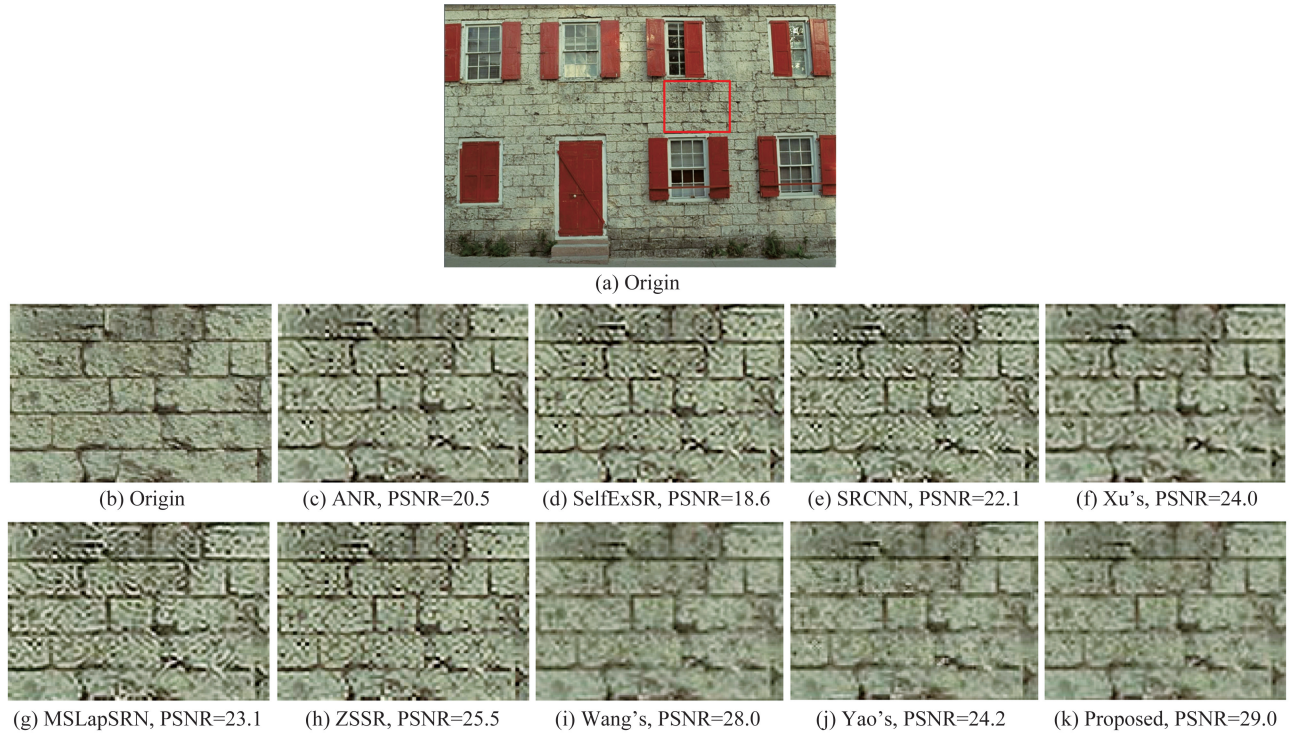 (a) Origin
(b) Origin
(c) ANR, PSNR=20.5
(d) SelfExSR, PSNR=18.6
(e) SRCNN, PSNR=22.1
(f) Xu's, PSNR=24.0
(g) MSLapSRN, PSNR=23.1
(h) ZSSR, PSNR=25.5
(i) Wang's, PSNR=28.0
(j) Yao's, PSNR=24.2
(k) Proposed, PSNR=29.0